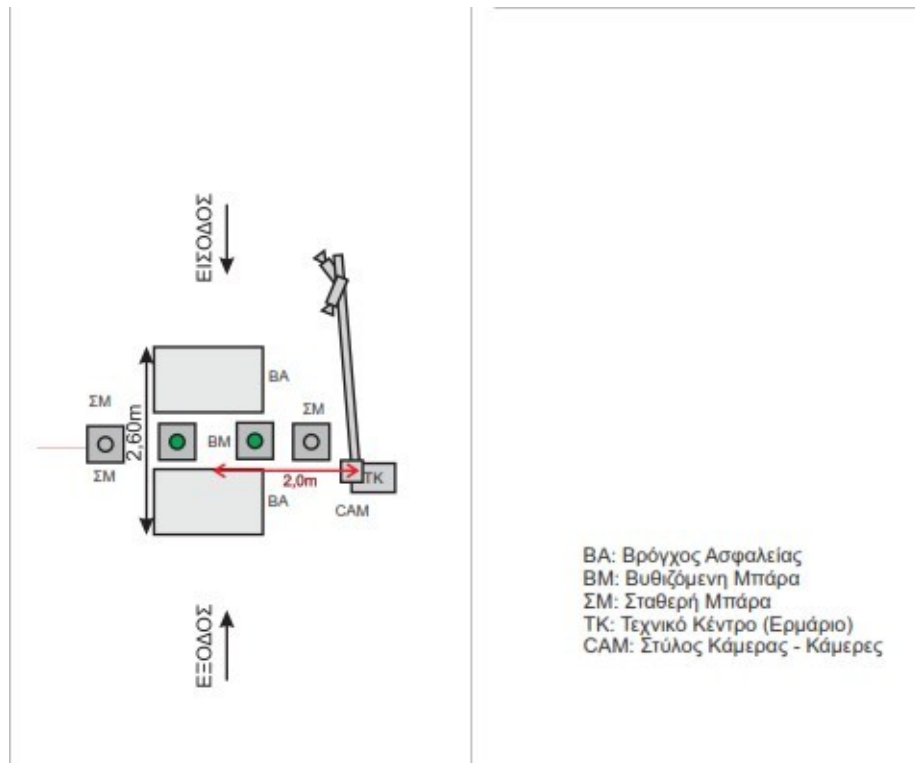 ΕΙΣΟΔΟΣ
ΒΑ
ΣΜ
ΣΜ
2,60m
ΒΜ
ΣΜ
2,0m
ΤΚ
ΒΑ
CAM
ΕΞΟΔΟΣ
ΒΑ: Βρόγχος Ασφαλείας
ΒΜ: Βυθιζόμενη Μπάρα
ΣΜ: Σταθερή Μπάρα
ΤΚ: Τεχνικό Κέντρο (Ερμάριο)
CAM: Στύλος Κάμερας - Κάμερες